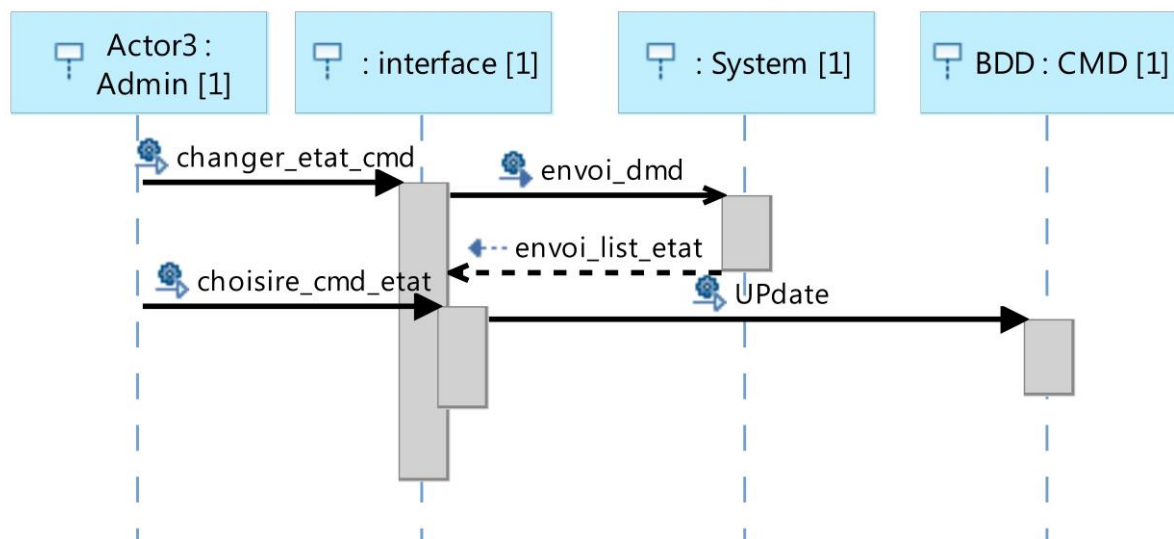 Actor3 :
Admin [1]
: interface [1]
: System [1]
BDD : CMD [1]
changer_etat_cmd
envoi_dmd
envoi_list_etat
choisire_cmd_etat
UPdate